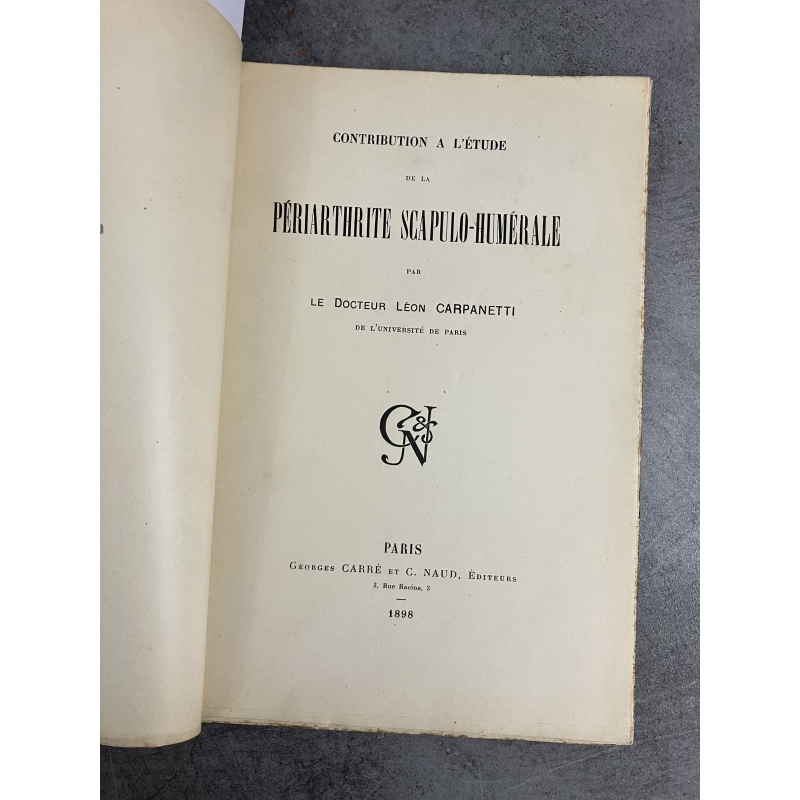 CONTRIBUTION A L'ÉTUDE
DE LA
PÉRIARTHRITE SCAPULO-HUMÉRALE
PAR
LE DOCTEUR LÉON CARPANETTI
DE L'UNIVERSITÉ DE PARIS
C & N
PARIS
GEORGES CARRÉ ET C. NAUD, ÉDITEURS
3, Rue Racine, 3
1898